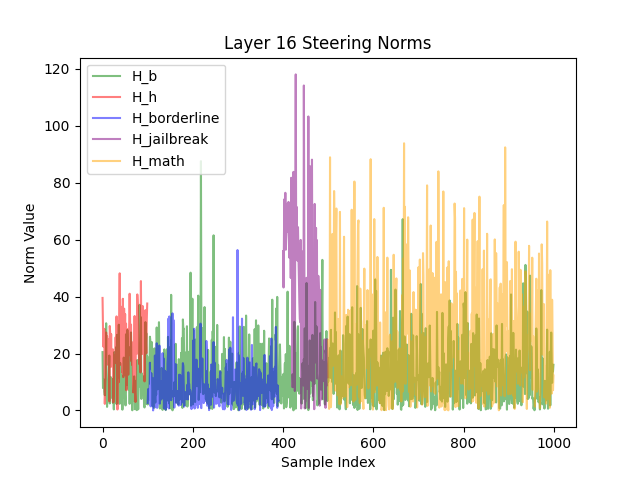 Layer 16 Steering Norms
Norm Value
120
100
80
60
40
20
0
H_b
H_h
H_borderline
H_jailbreak
H_math
0
200
400
600
800
1000
Sample Index